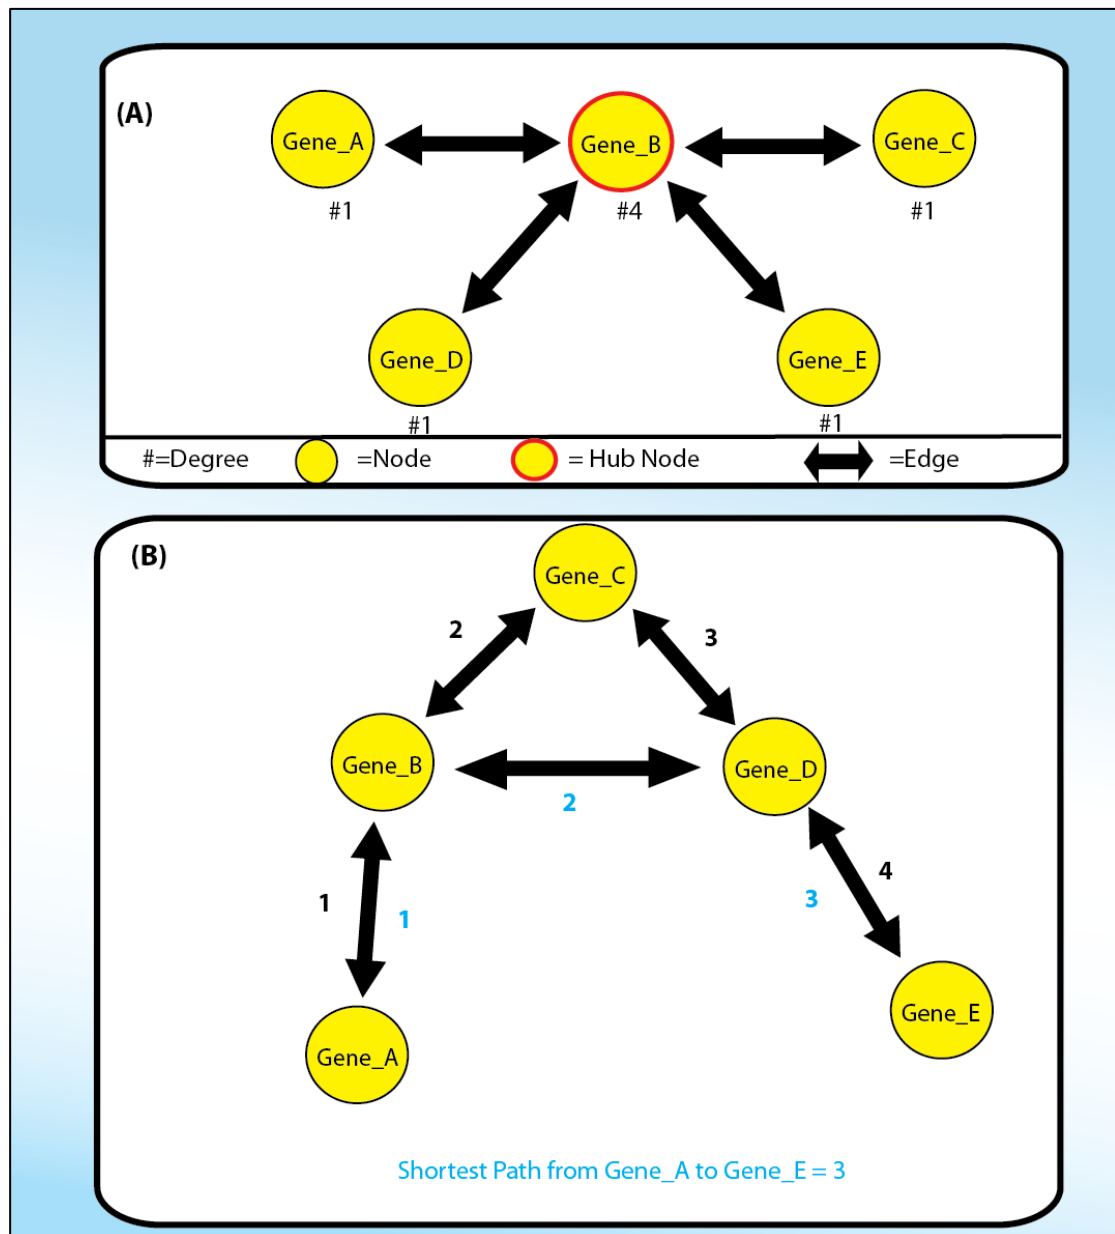 (A)
Gene_A
Gene_B
Gene_C
#1
#4
#1
Gene_D
Gene_E
#1
#1
#=Degree
=Node
= Hub Node
=Edge
(B)
Gene_C
2
3
Gene_B
Gene_D
2
1
1
4
3
Gene_E
Gene_A
Shortest Path from Gene_A to Gene_E = 3